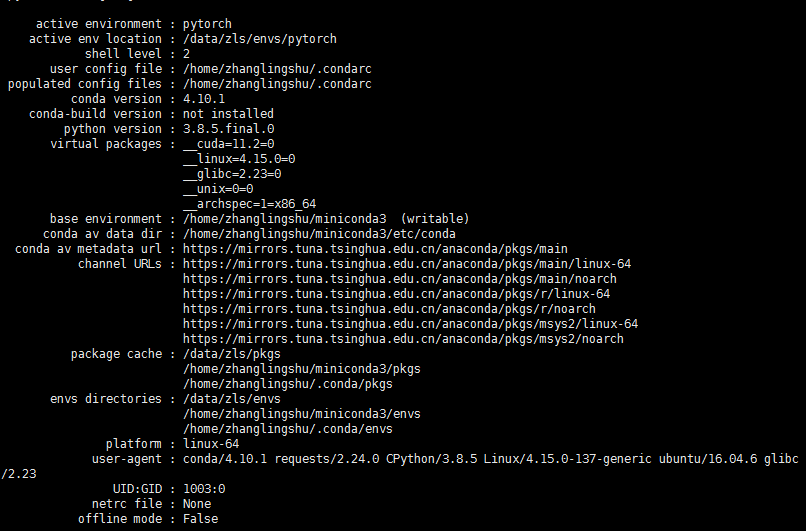 active environment : pytorch
active env location : /data/zls/envs/pytorch
shell level : 2
user config file : /home/zhanglingshu/.condarc
populated config files : /home/zhanglingshu/.condarc
conda version : 4.10.1
conda-build version : not installed
python version : 3.8.5.final.0
virtual packages : __cuda=11.2=0
__linux=4.15.0=0
__glibc=2.23=0
__unix=0=0
__archspec=1=x86_64
base environment : /home/zhanglingshu/miniconda3  (writable)
conda av data dir : /home/zhanglingshu/miniconda3/etc/conda
conda av metadata url : https://mirrors.tuna.tsinghua.edu.cn/anaconda/pkgs/main
channel URLs : https://mirrors.tuna.tsinghua.edu.cn/anaconda/pkgs/main/linux-64
https://mirrors.tuna.tsinghua.edu.cn/anaconda/pkgs/main/noarch
https://mirrors.tuna.tsinghua.edu.cn/anaconda/pkgs/r/linux-64
https://mirrors.tuna.tsinghua.edu.cn/anaconda/pkgs/r/noarch
https://mirrors.tuna.tsinghua.edu.cn/anaconda/pkgs/msys2/linux-64
https://mirrors.tuna.tsinghua.edu.cn/anaconda/pkgs/msys2/noarch
package cache : /data/zls/pkgs
/home/zhanglingshu/miniconda3/pkgs
/home/zhanglingshu/.conda/pkgs
envs directories : /data/zls/envs
/home/zhanglingshu/miniconda3/envs
/home/zhanglingshu/.conda/envs
platform : linux-64
user-agent : conda/4.10.1 requests/2.24.0 CPython/3.8.5 Linux/4.15.0-137-generic ubuntu/16.04.6 glibc
/2.23
UID:GID : 1003:0
netrc file : None
offline mode : False